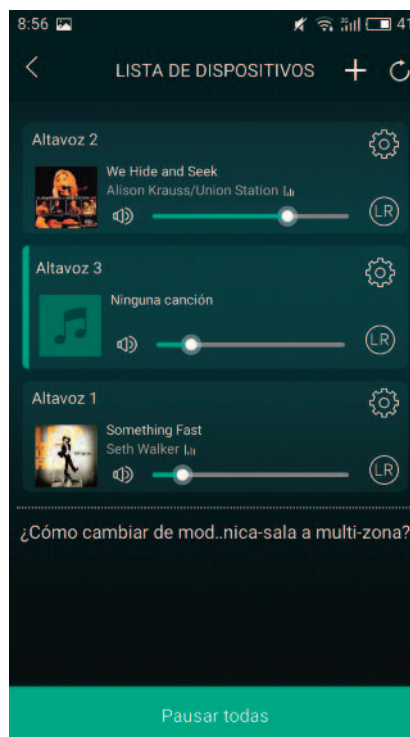 8:56
41
LISTA DE DISPOSITIVOS
Altavoz 2
We Hide and Seek
Alison Krauss/Union Station
LR
Altavoz 3
Ninguna canción
LR
Altavoz 1
Something Fast
Seth Walker
LR
¿Cómo cambiar de mod..nica-sala a multi-zona?
Pausar todas